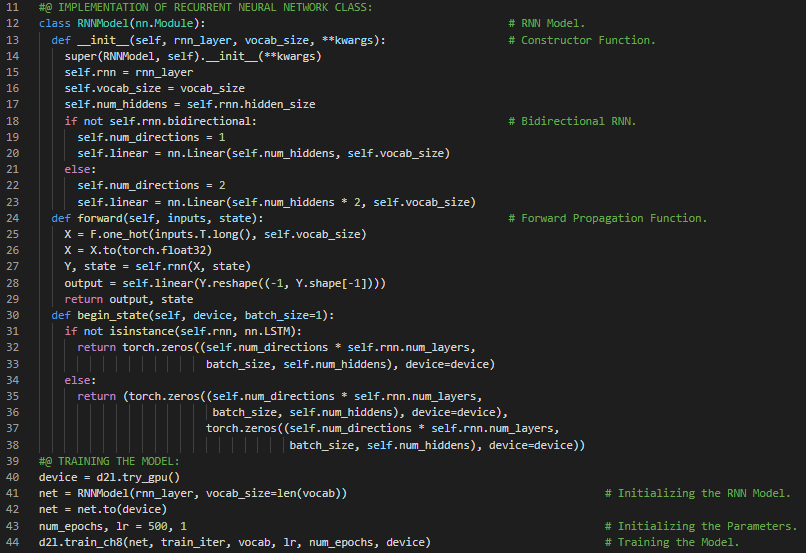 11 #@ IMPLEMENTATION OF RECURRENT NEURAL NETWORK CLASS:
12 class RNNModel(nn.Module): # RNN Model.
13   def __init__(self, rnn_layer, vocab_size, **kwargs): # Constructor Function.
14     super(RNNModel, self).__init__(**kwargs)
15     self.rnn = rnn_layer
16     self.vocab_size = vocab_size
17     self.num_hiddens = self.rnn.hidden_size
18     if not self.rnn.bidirectional: # Bidirectional RNN.
19       self.num_directions = 1
20       self.linear = nn.Linear(self.num_hiddens, self.vocab_size)
21     else:
22       self.num_directions = 2
23       self.linear = nn.Linear(self.num_hiddens * 2, self.vocab_size)
24   def forward(self, inputs, state): # Forward Propagation Function.
25     X = F.one_hot(inputs.T.long(), self.vocab_size)
26     X = X.to(torch.float32)
27     Y, state = self.rnn(X, state)
28     output = self.linear(Y.reshape((-1, Y.shape[-1])))
29     return output, state
30   def begin_state(self, device, batch_size=1):
31     if not isinstance(self.rnn, nn.LSTM):
32       return torch.zeros((self.num_directions * self.rnn.num_layers,
33                           batch_size, self.num_hiddens), device=device)
34     else:
35       return (torch.zeros((self.num_directions * self.rnn.num_layers,
36                            batch_size, self.num_hiddens), device=device),
37                           torch.zeros((self.num_directions * self.rnn.num_layers,
38                                        batch_size, self.num_hiddens), device=device))
39 #@ TRAINING THE MODEL:
40 device = d2l.try_gpu()
41 net = RNNModel(rnn_layer, vocab_size=len(vocab)) # Initializing the RNN Model.
42 net = net.to(device)
43 num_epochs, lr = 500, 1 # Initializing the Parameters.
44 d2l.train_ch8(net, train_iter, vocab, lr, num_epochs, device) # Training the Model.